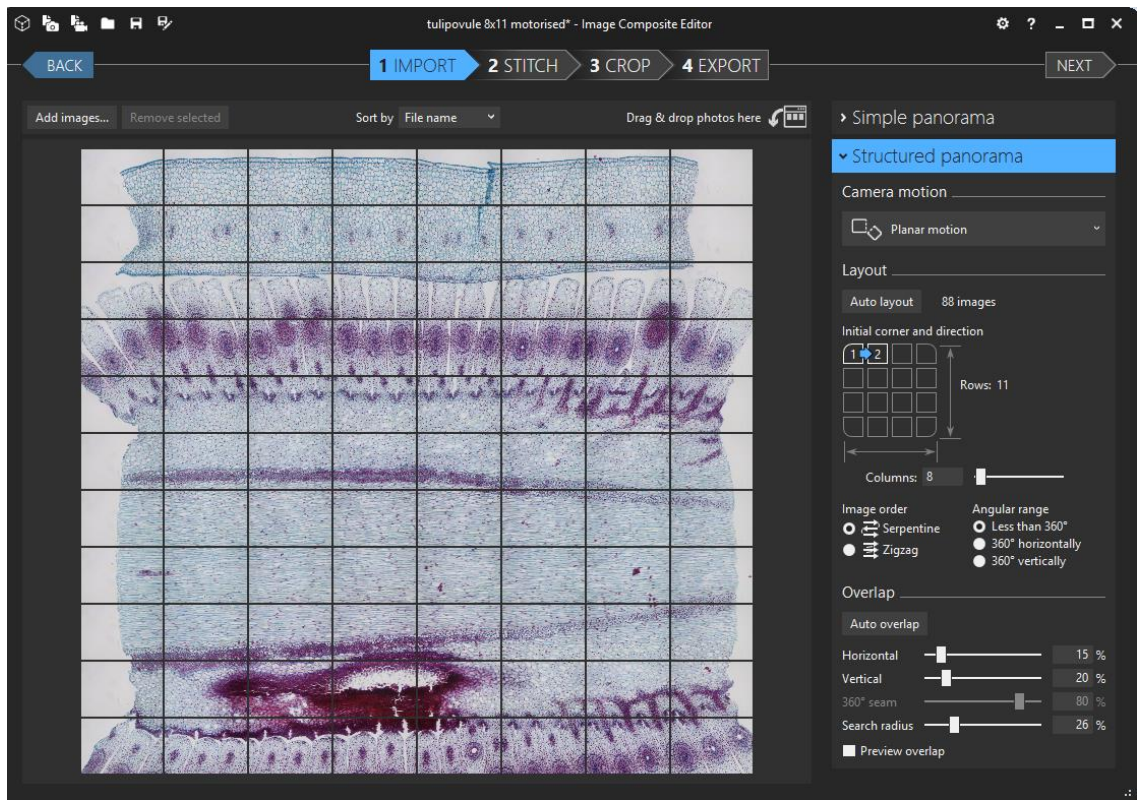 tulipovule 8x11 motorised* - Image Composite Editor
BACK
1 IMPORT 2 STITCH 3 CROP 4 EXPORT
NEXT
Add images... Remove selected
Sort by File name
Drag & drop photos here
Simple panorama
Structured panorama
Camera motion
Planar motion
Layout
Auto layout 88 images
Initial corner and direction
1 2
Rows: 11
Columns: 8
Image order
Serpentine
Zigzag
Angular range
Less than 360°
360° horizontally
360° vertically
Overlap
Auto overlap
Horizontal 15 %
Vertical 20 %
360° seam 80 %
Search radius 26 %
Preview overlap